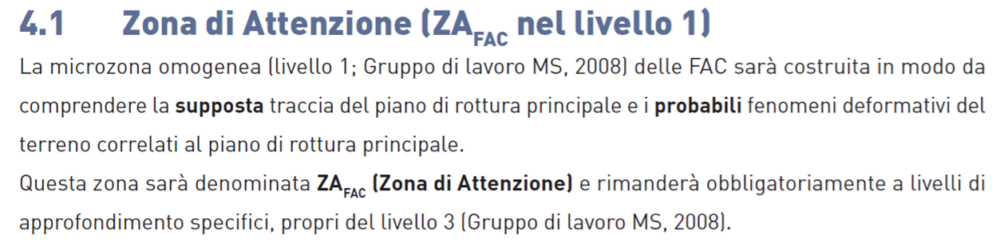 4.1 Zona di Attenzione (ZAFAC nel livello 1)
La microzona omogenea (livello 1; Gruppo di lavoro MS, 2008) delle FAC sarà costruita in modo da
comprendere la supposta traccia del piano di rottura principale e i probabili fenomeni deformativi del
terreno correlati al piano di rottura principale.
Questa zona sarà denominata ZAFAC (Zona di Attenzione) e rimanderà obbligatoriamente a livelli di
approfondimento specifici, propri del livello 3 (Gruppo di lavoro MS, 2008).